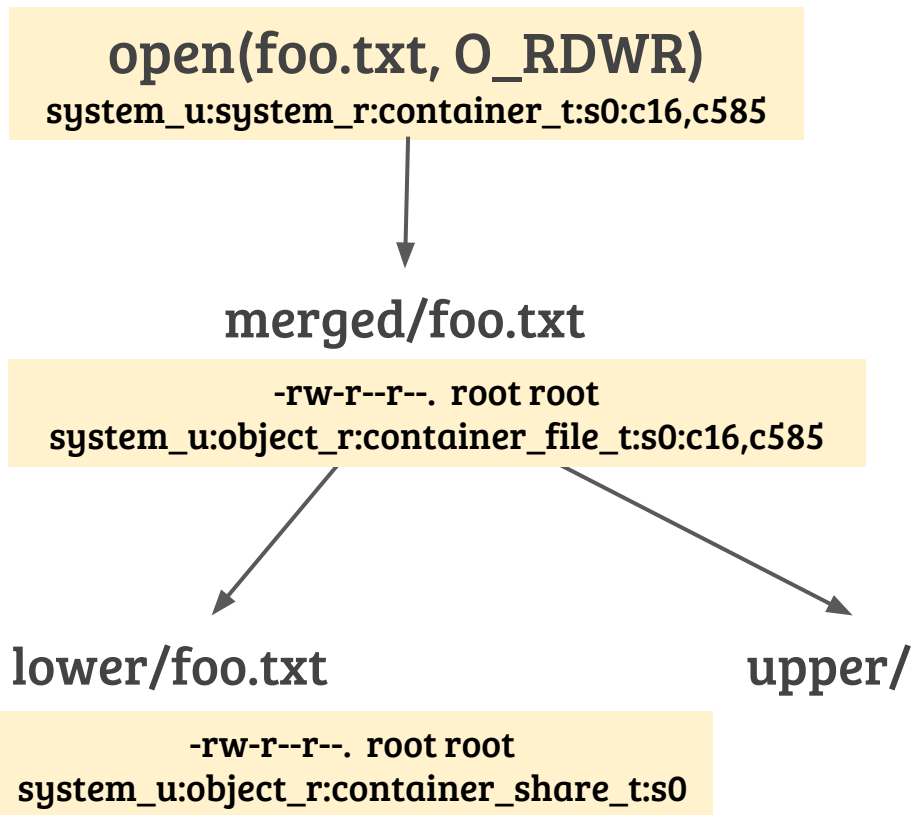 open(foo.txt, O_RDWR)
system_u:system_r:container_t:s0:c16,c585
merged/foo.txt
-rw-r--r--. root root
system_u:object_r:container_file_t:s0:c16,c585
lower/foo.txt
upper/
-rw-r--r--. root root
system_u:object_r:container_share_t:s0